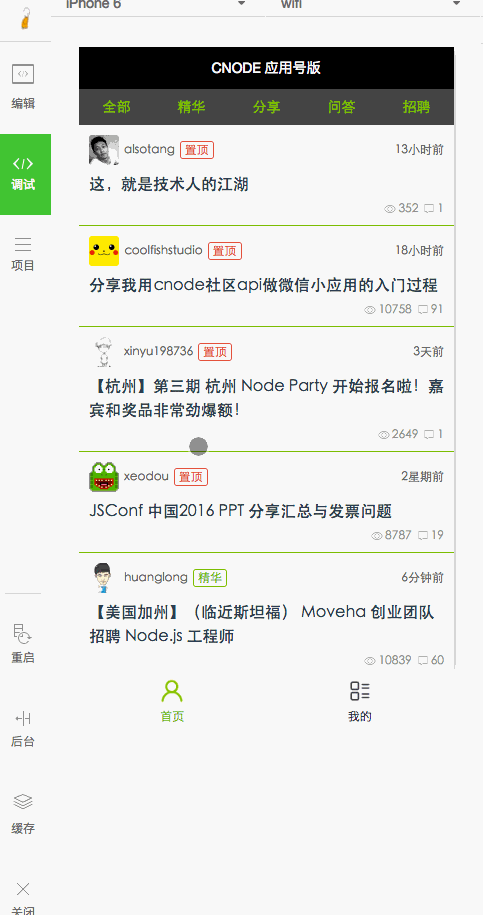 iPhone 6 wifi
编辑
调试
项目
重启
后台
缓存
关闭
CNODE 应用号版
全部 精华 分享 问答 招聘
alsotang 置顶 13小时前
这，就是技术人的江湖
352 1
coolfishstudio 置顶 18小时前
分享我用cnode社区api做微信小应用的入门过程
10758 91
xinyu198736 置顶 3天前
【杭州】第三期 杭州 Node Party 开始报名啦！嘉
宾和奖品非常劲爆额！
2649 1
xeodou 置顶 2星期前
JSConf 中国2016 PPT 分享汇总与发票问题
8787 19
huanglong 精华 6分钟前
【美国加州】（临近斯坦福） Moveha 创业团队
招聘 Node.js 工程师
10839 60
首页 我的